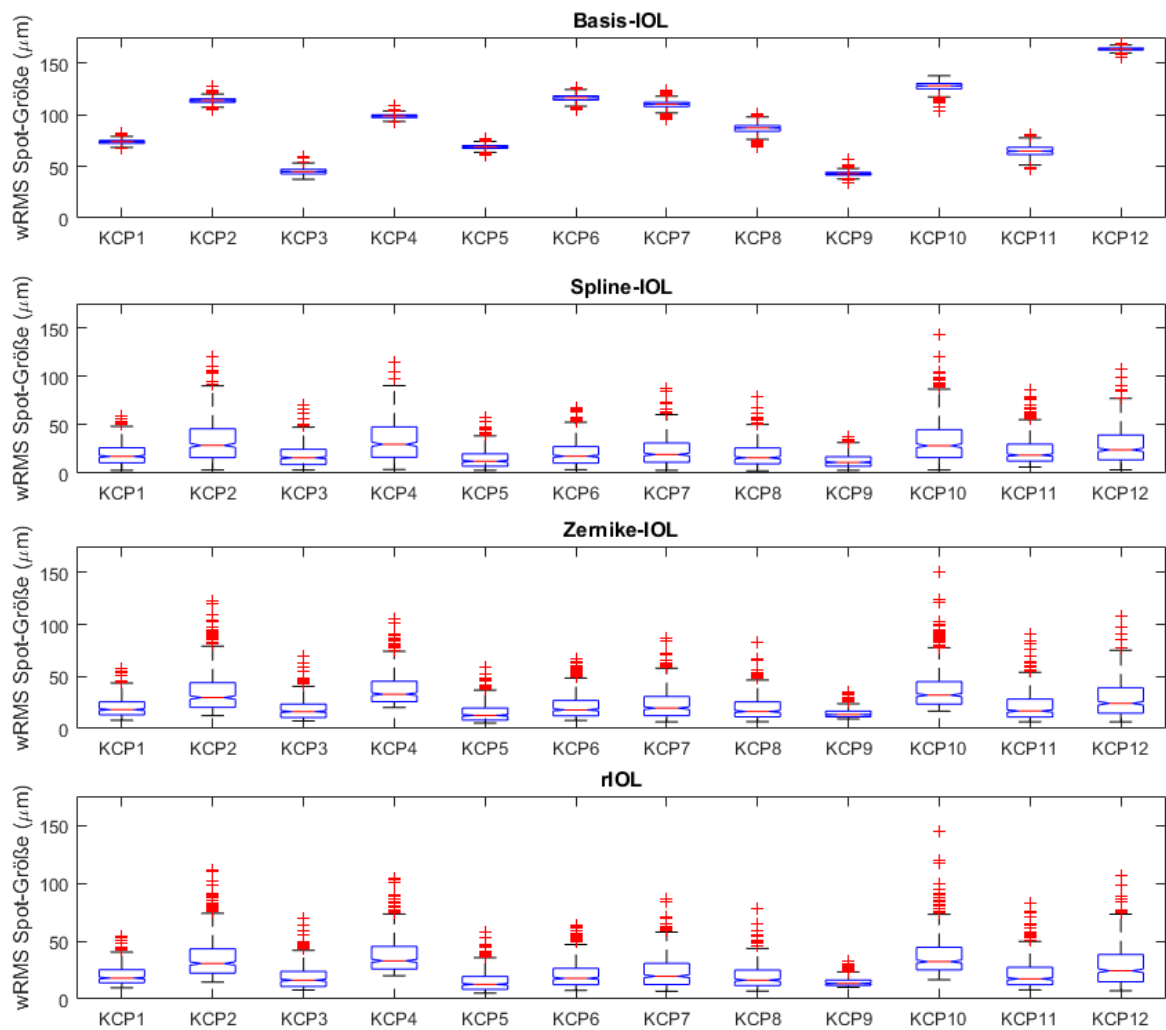 Basis-IOL
wRMS Spot-Größe (μm)
150
100
50
0
KCP1 KCP2 KCP3 KCP4 KCP5 KCP6 KCP7 KCP8 KCP9 KCP10 KCP11 KCP12
Spline-IOL
wRMS Spot-Größe (μm)
150
100
50
0
KCP1 KCP2 KCP3 KCP4 KCP5 KCP6 KCP7 KCP8 KCP9 KCP10 KCP11 KCP12
Zernike-IOL
wRMS Spot-Größe (μm)
150
100
50
0
KCP1 KCP2 KCP3 KCP4 KCP5 KCP6 KCP7 KCP8 KCP9 KCP10 KCP11 KCP12
rIOL
wRMS Spot-Größe (μm)
150
100
50
0
KCP1 KCP2 KCP3 KCP4 KCP5 KCP6 KCP7 KCP8 KCP9 KCP10 KCP11 KCP12